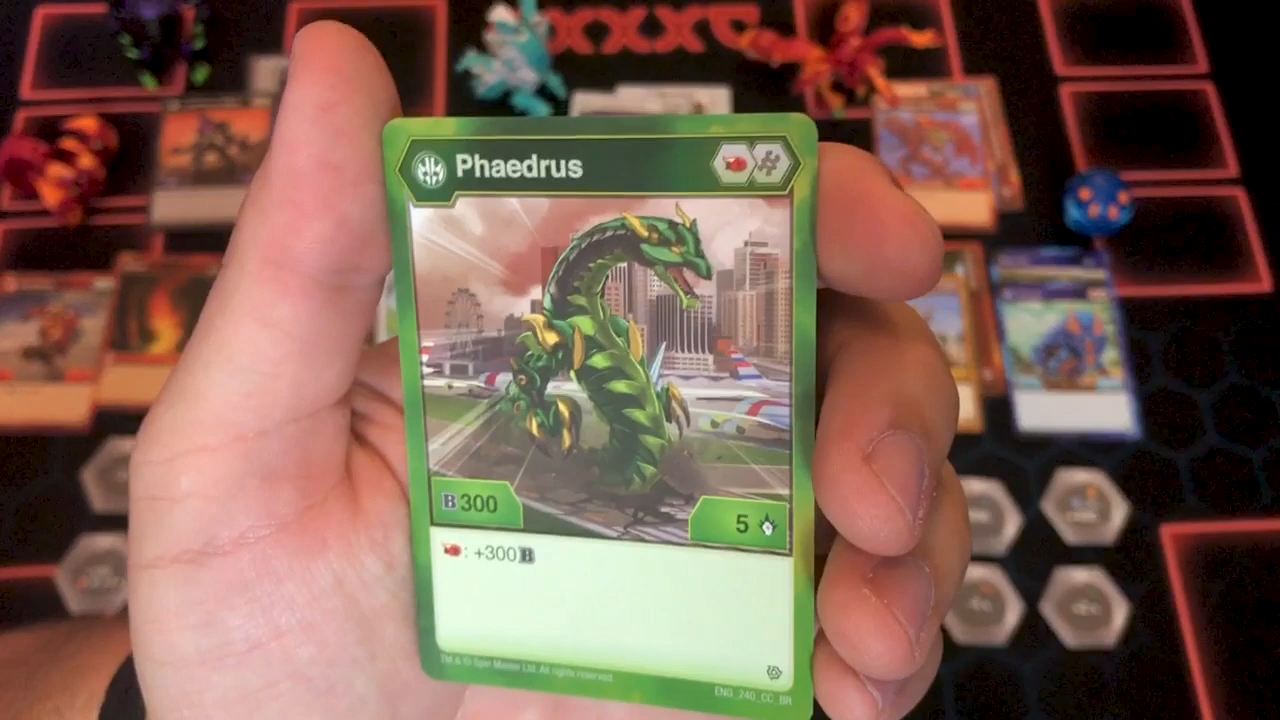 Phaedrus
B 300
5
: +300 B
TM & © Spin Master Ltd. All rights reserved.
ENG_240_CC_BR